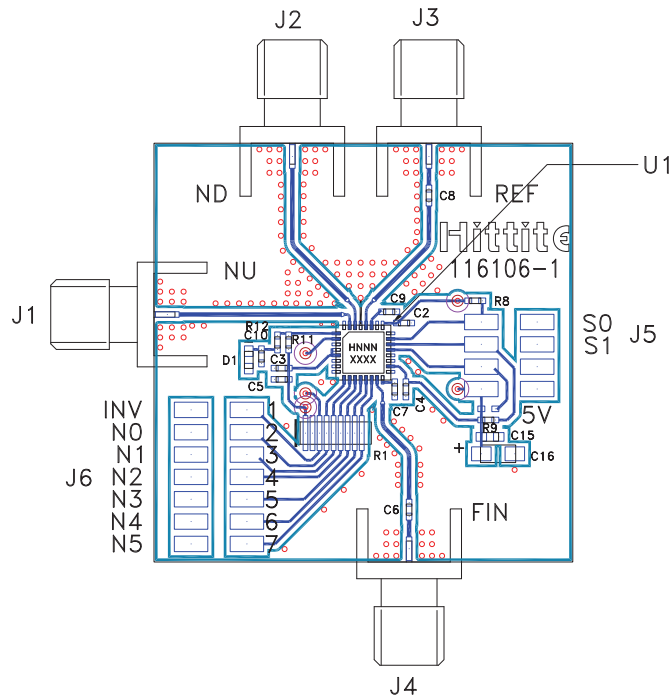 J2
J3
U1
ND
C8
REF
Hittite
116106-1
NU
J1
C9
C2
R8
R12
C10
R11
D1
C3
C5
HNNN
XXXX
S0
S1
J5
C7
C4
5V
R9
C15
+
C16
INV
N0
N1
N2
N3
N4
N5
J6
1
2
3
4
5
6
7
R1
C6
FIN
J4